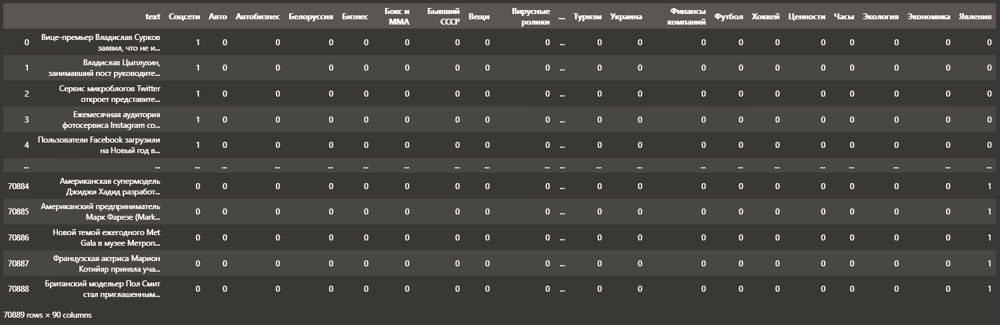 text Соцсети Авто Автобизнес Белоруссия Бизнес Бокс и ММА Бывший СССР Вещи Вирусные ролики ... Туризм Украина Финансы компаний Футбол Хоккей Ценности Часы Экология Экономика Явления
0 Вице-премьер Владислав Сурков заявил, что не и... 1 0 0 0 0 0 0 0 0 ... 0 0 0 0 0 0 0 0 0 0
1 Владислав Цыплухин, занимавший пост руководите... 1 0 0 0 0 0 0 0 0 ... 0 0 0 0 0 0 0 0 0 0
2 Сервис микроблогов Twitter откроет представите... 1 0 0 0 0 0 0 0 0 ... 0 0 0 0 0 0 0 0 0 0
3 Ежемесячная аудитория фотосервиса Instagram со... 1 0 0 0 0 0 0 0 0 ... 0 0 0 0 0 0 0 0 0 0
4 Пользователи Facebook загрузили на Новый год в... 1 0 0 0 0 0 0 0 0 ... 0 0 0 0 0 0 0 0 0 0
... ... ... ... ... ... ... ... ... ... ... ... ... ... ... ... ... ... ... ... ... ...
70884 Американская супермодель Джиджи Хадид разработ... 0 0 0 0 0 0 0 0 0 ... 0 0 0 0 0 0 0 0 0 1
70885 Американский предприниматель Марк Фарезе (Mark... 0 0 0 0 0 0 0 0 0 ... 0 0 0 0 0 0 0 0 0 1
70886 Новой темой ежегодного Met Gala в музее Метроп... 0 0 0 0 0 0 0 0 0 ... 0 0 0 0 0 0 0 0 0 1
70887 Французская актриса Марион Котийяр приняла уча... 0 0 0 0 0 0 0 0 0 ... 0 0 0 0 0 0 0 0 0 1
70888 Британский модельер Пол Смит стал приглашенным... 0 0 0 0 0 0 0 0 0 ... 0 0 0 0 0 0 0 0 0 1
70889 rows × 90 columns